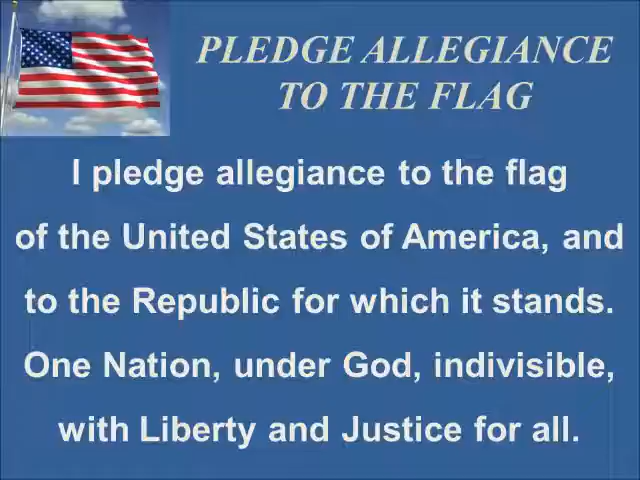 PLEDGE ALLEGIANCE
TO THE FLAG
I pledge allegiance to the flag
of the United States of America, and
to the Republic for which it stands.
One Nation, under God, indivisible,
with Liberty and Justice for all.